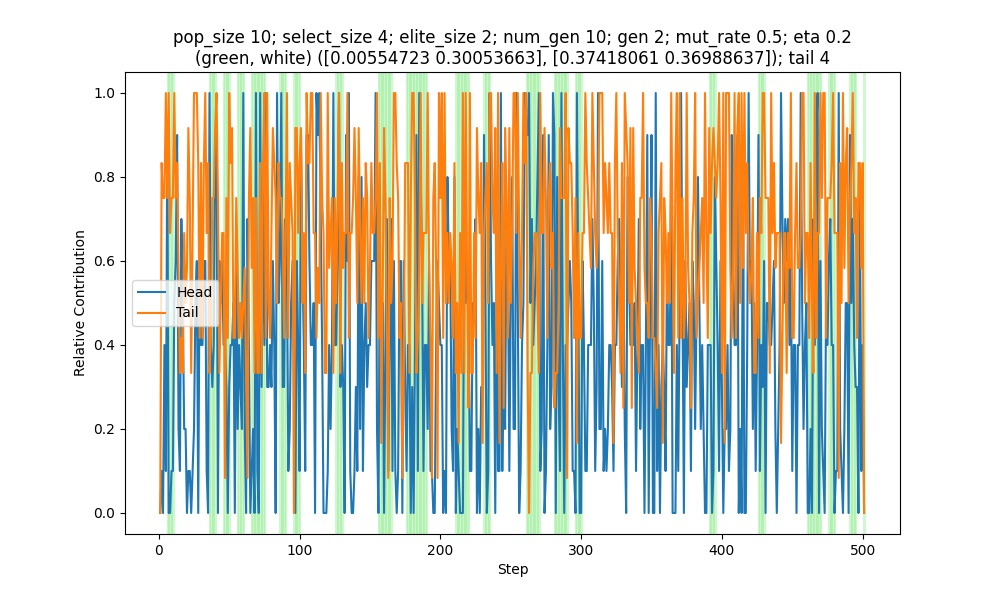 pop_size 10; select_size 4; elite_size 2; num_gen 10; gen 2; mut_rate 0.5; eta 0.2
(green, white) ([0.00554723 0.30053663], [0.37418061 0.36988637]); tail 4
1.0
0.8
0.6
0.4
0.2
0.0
Relative Contribution
Head
Tail
0
100
200
300
400
500
Step